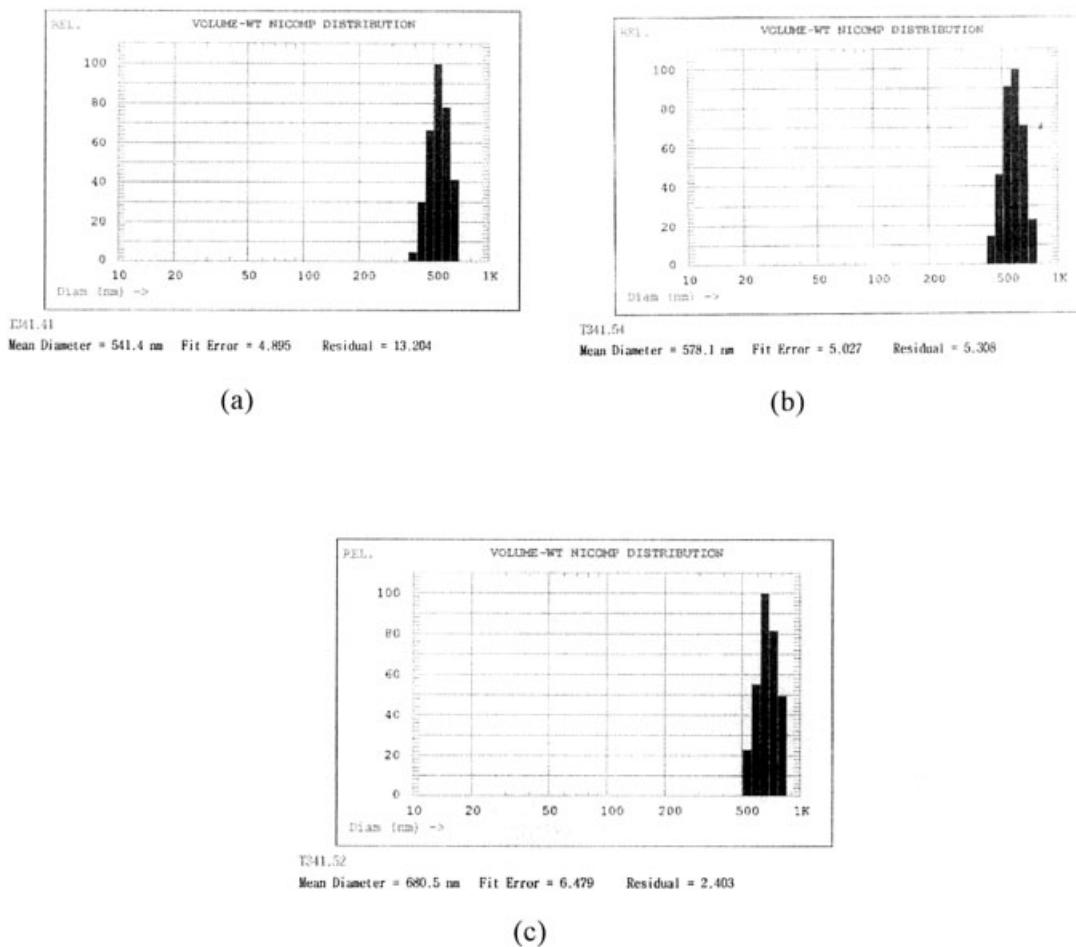 REL. VOLUME-WT NICOMP DISTRIBUTION
100
80
60
40
20
0
10 20 50 100 200 500 1K
Diam (nm) ->
T341.41
Mean Diameter = 541.4 nm Fit Error = 4.895 Residual = 13.204
(a)
REL. VOLUME-WT NICOMP DISTRIBUTION
100
80
60
40
20
0
10 20 50 100 200 500 1K
Diam (nm) ->
T341.54
Mean Diameter = 578.1 nm Fit Error = 5.027 Residual = 5.308
(b)
REL. VOLUME-WT NICOMP DISTRIBUTION
100
80
60
40
20
0
10 20 50 100 200 500 1K
Diam (nm) ->
T341.52
Mean Diameter = 680.5 nm Fit Error = 6.479 Residual = 2.403
(c)